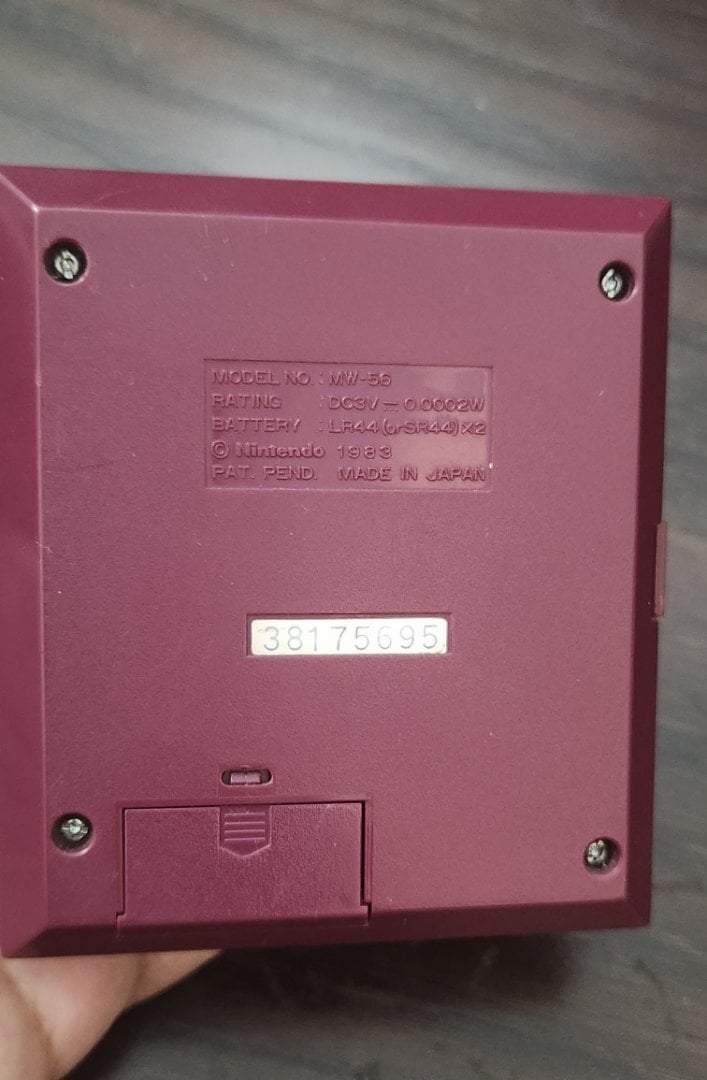 MODEL NO. : MW-56
RATING : DC3V ⎓ 0.0002W
BATTERY : LR44 (or SR44) ×2
© Nintendo 1983
PAT. PEND. MADE IN JAPAN
38175695